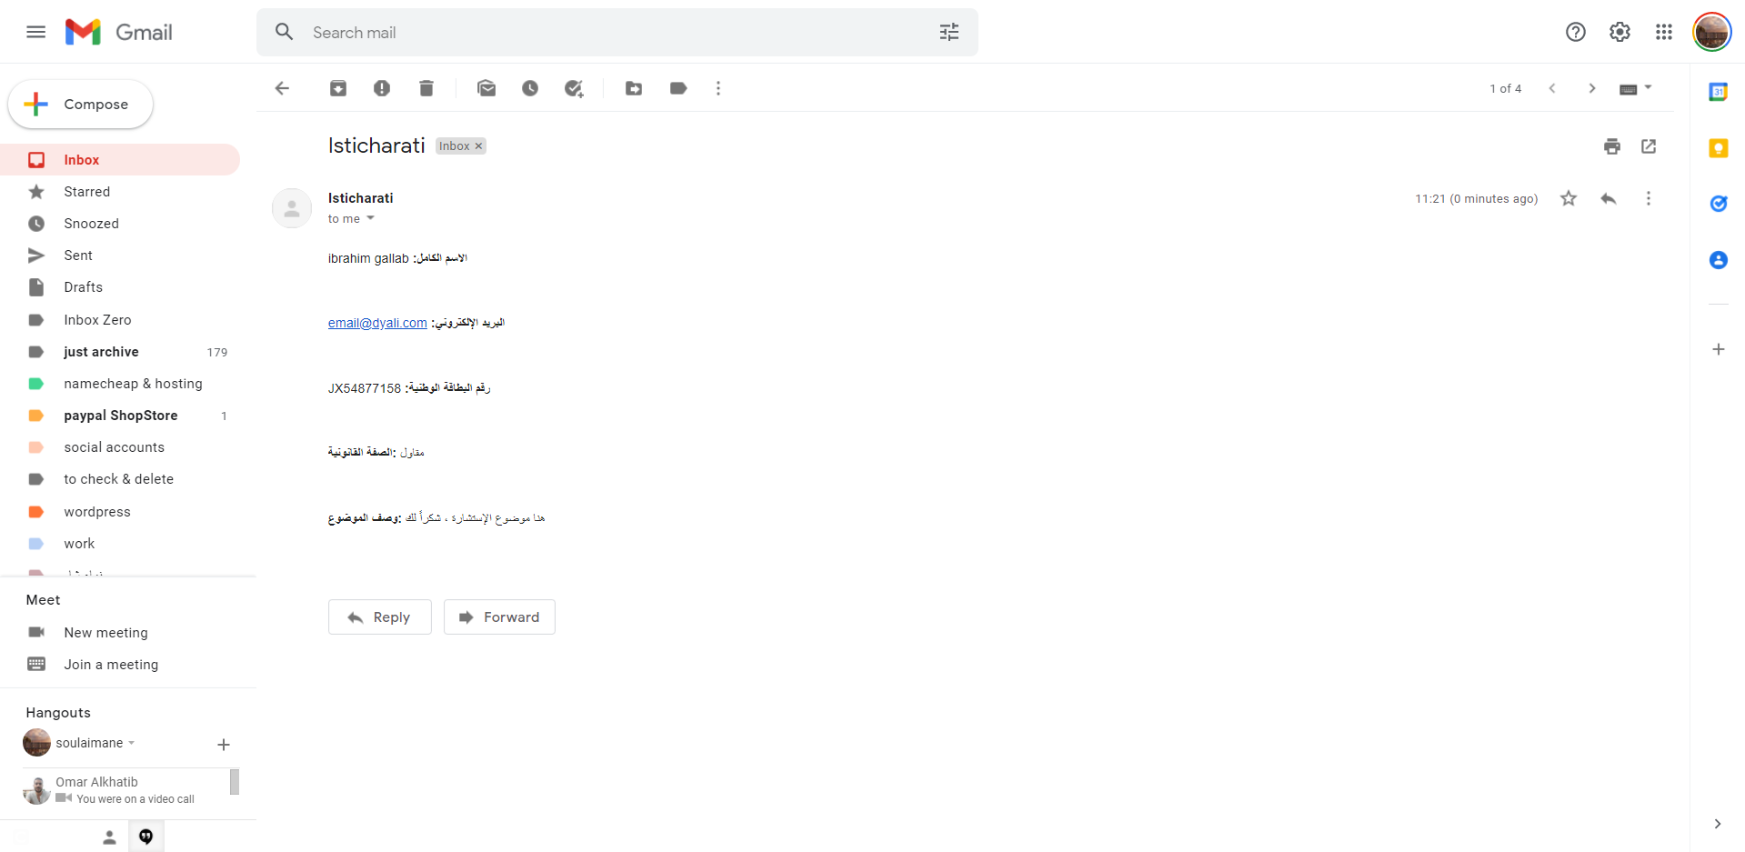 Gmail
Search mail
Compose
1 of 4
Inbox
Starred
Snoozed
Sent
Drafts
Inbox Zero
just archive 179
namecheap & hosting
paypal ShopStore 1
social accounts
to check & delete
wordpress
work
Meet
New meeting
Join a meeting
Hangouts
soulaimane
Omar Alkhatib
You were on a video call
Isticharati Inbox ×
Isticharati
11:21 (0 minutes ago)
to me
الاسم الكامل: ibrahim gallab
البريد الإلكتروني: email@dyali.com
رقم البطاقة الوطنية: JX54877158
الصفة القانونية: مقاول
وصف الموضوع: هنا موضوع الإستشارة ، شكراً لك
Reply
Forward
31